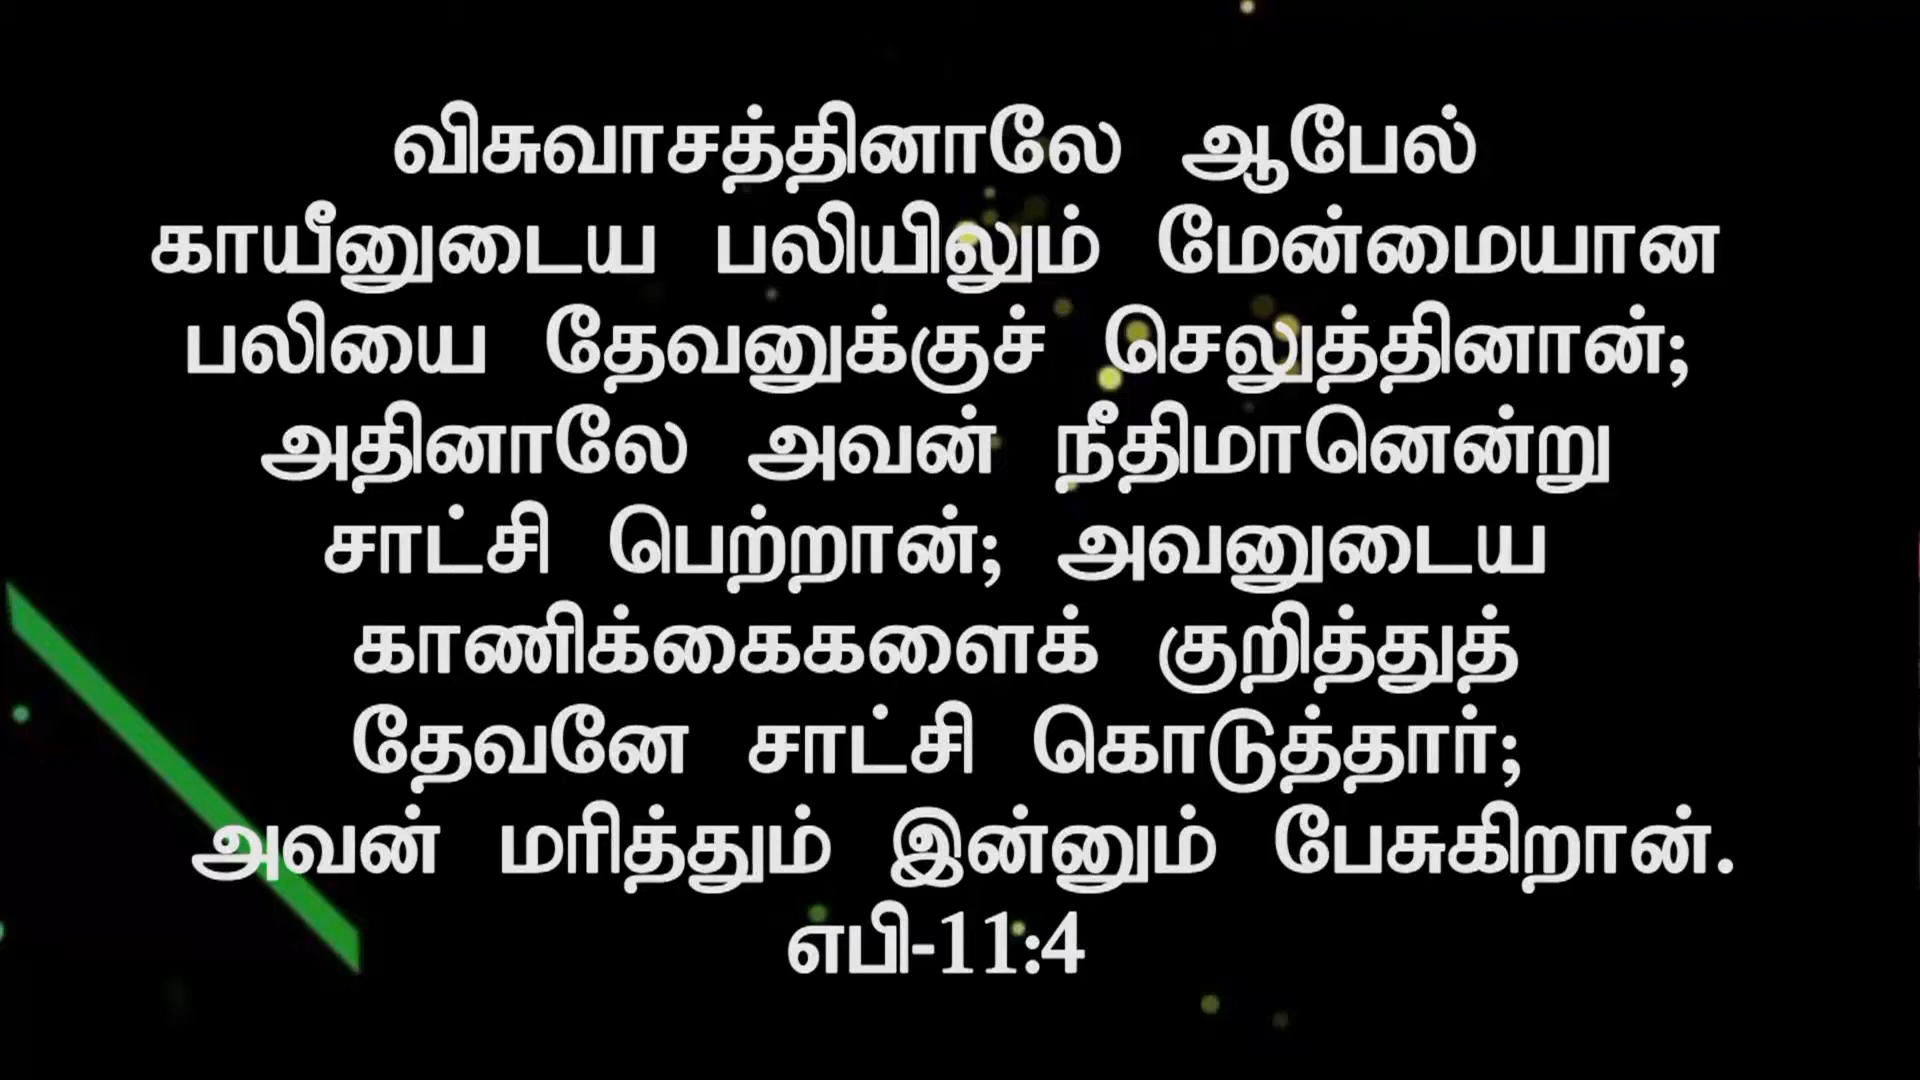 விசுவாசத்தினாலே ஆபேல்
காயீனுடைய பலியிலும் மேன்மையான
பலியை தேவனுக்குச் செலுத்தினான்;
அதினாலே அவன் நீதிமானென்று
சாட்சி பெற்றான்; அவனுடைய
காணிக்கைகளைக் குறித்துத்
தேவனே சாட்சி கொடுத்தார்;
அவன் மரித்தும் இன்னும் பேசுகிறான்.
எபி-11:4